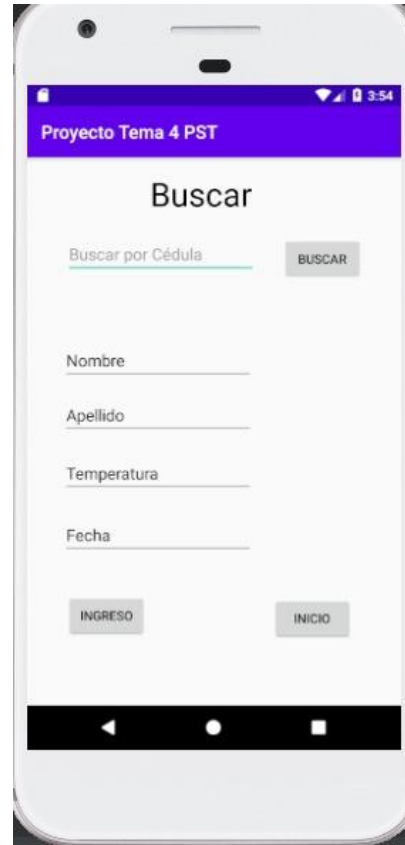 3:54
Proyecto Tema 4 PST
Buscar
Buscar por Cédula
BUSCAR
Nombre
Apellido
Temperatura
Fecha
INGRESO
INICIO